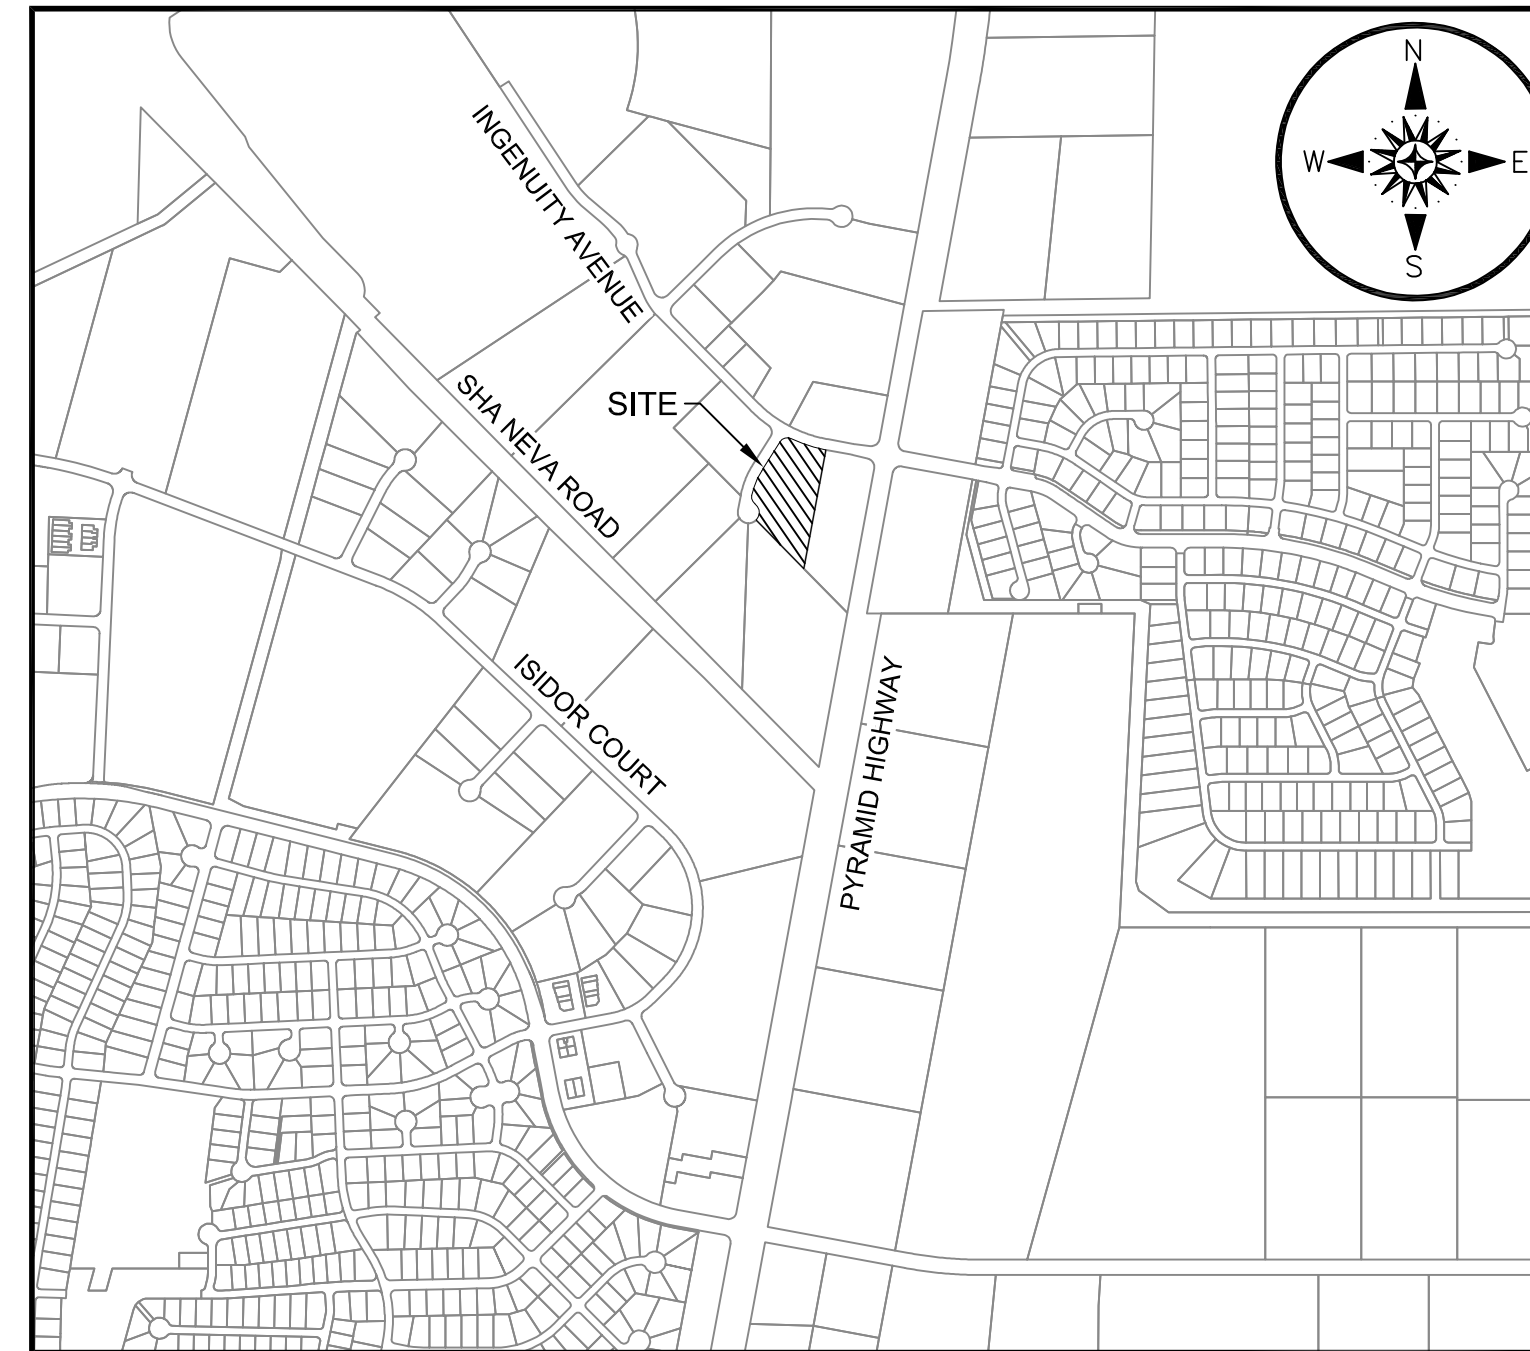 N
W
E
S
INGENUITY AVENUE
SITE
SHA NEVA ROAD
ISIDOR COURT
PYRAMID HIGHWAY